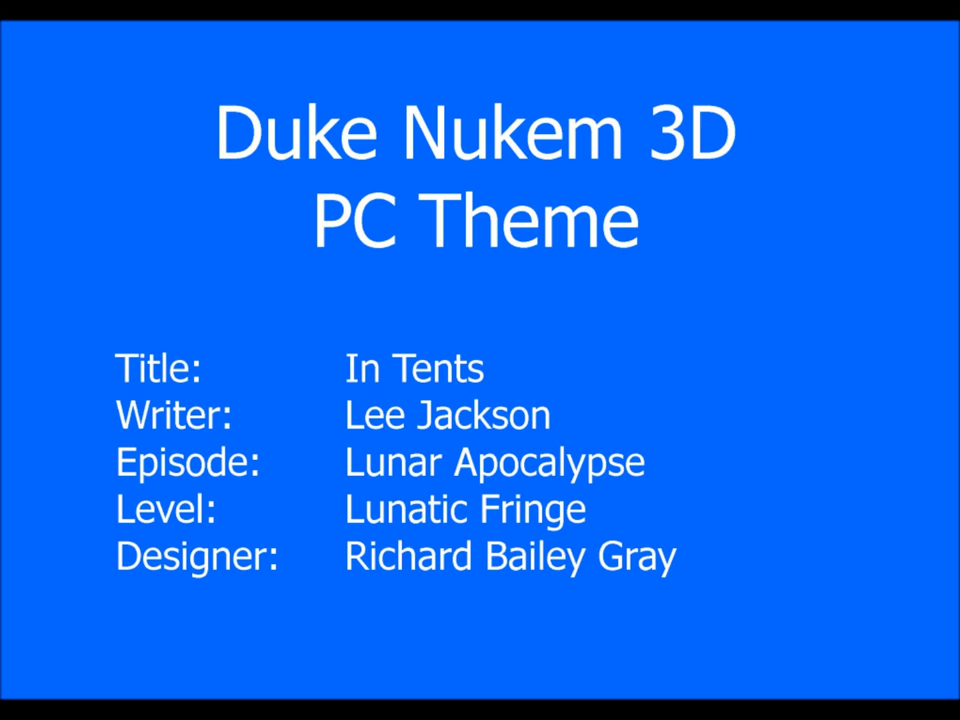 Duke Nukem 3D
PC Theme
Title: In Tents
Writer: Lee Jackson
Episode: Lunar Apocalypse
Level: Lunatic Fringe
Designer: Richard Bailey Gray